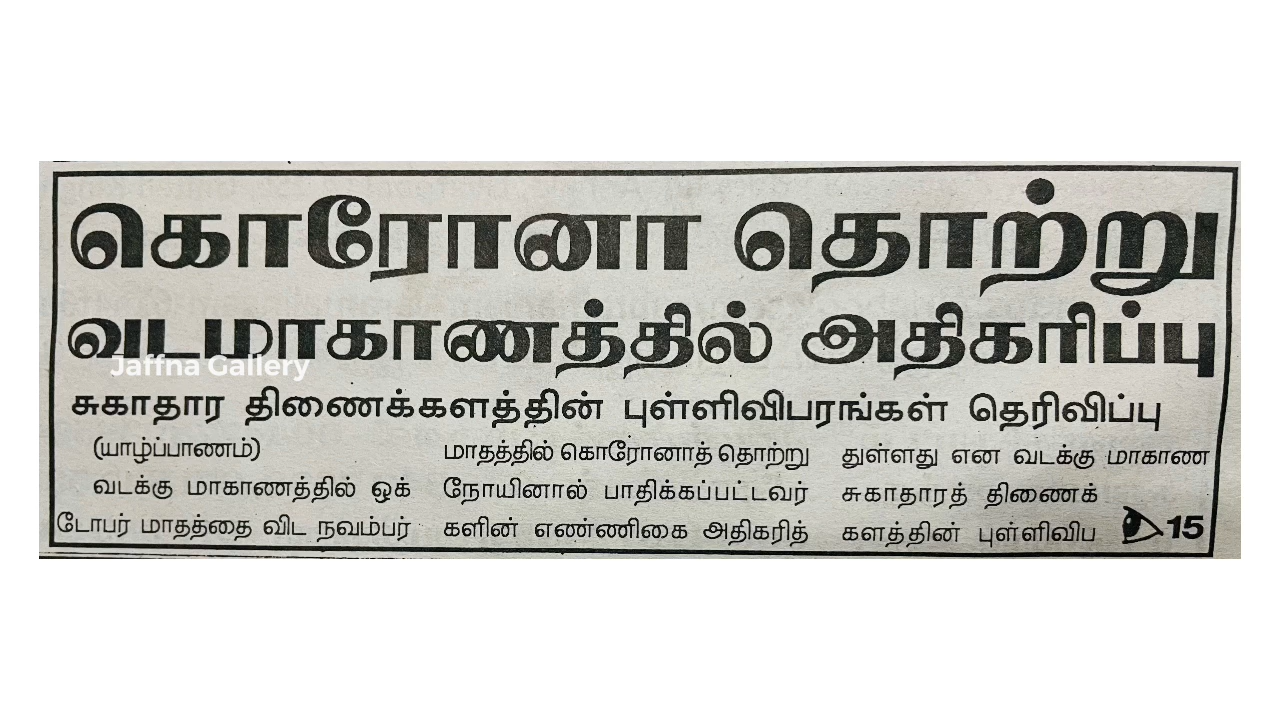 கொரோனா தொற்று
வடமாகாணத்தில் அதிகரிப்பு
Jaffna Gallery
சுகாதார திணைக்களத்தின் புள்ளிவிபரங்கள் தெரிவிப்பு
(யாழ்ப்பாணம்)
வடக்கு மாகாணத்தில் ஒக்
டோபர் மாதத்தை விட நவம்பர்
மாதத்தில் கொரோனாத் தொற்று
நோயினால் பாதிக்கப்பட்டவர்
களின் எண்ணிகை அதிகரித்
துள்ளது என வடக்கு மாகாண
சுகாதாரத் திணைக்
களத்தின் புள்ளிவிப
15